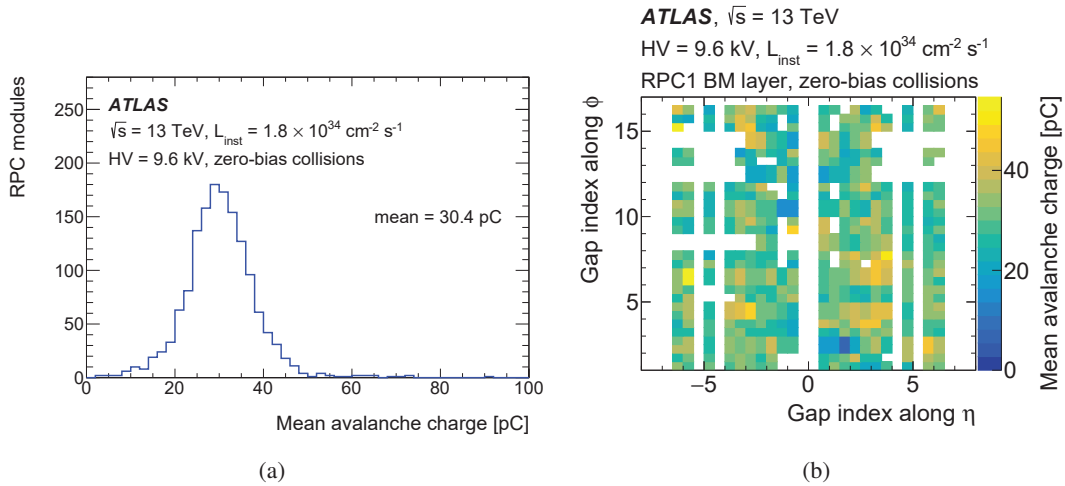 ATLAS
√s = 13 TeV, L_inst = 1.8 × 10^34 cm^-2 s^-1
HV = 9.6 kV, zero-bias collisions
mean = 30.4 pC
RPC modules
250
200
150
100
50
0
0 20 40 60 80 100
Mean avalanche charge [pC]
(a)
ATLAS, √s = 13 TeV
HV = 9.6 kV, L_inst = 1.8 × 10^34 cm^-2 s^-1
RPC1 BM layer, zero-bias collisions
Gap index along ϕ
15
10
5
−5 0 5
Gap index along η
40
20
0
Mean avalanche charge [pC]
(b)